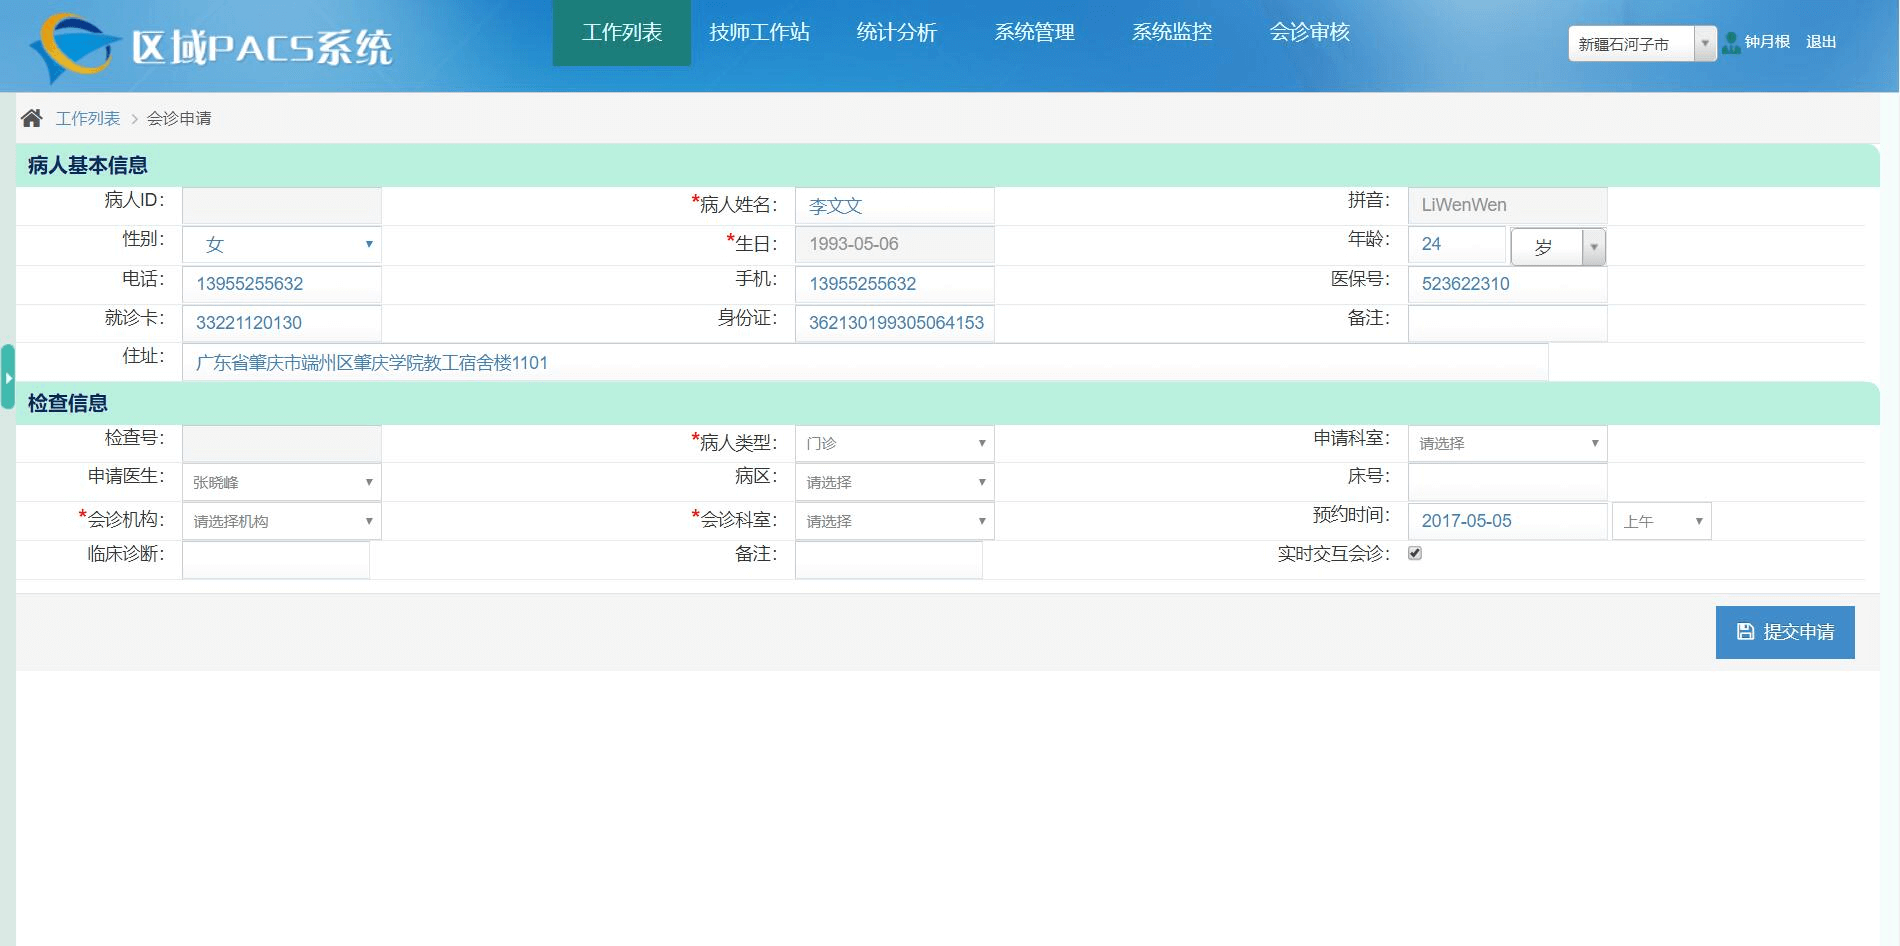 区域PACS系统 工作列表 技师工作站 统计分析 系统管理 系统监控 会诊审核 新疆石河子市 钟月根 退出
工作列表 > 会诊申请
病人基本信息
病人ID： *病人姓名： 李文文 拼音： LiWenWen
性别： 女 *生日： 1993-05-06 年龄： 24 岁
电话： 13955255632 手机： 13955255632 医保号： 523622310
就诊卡： 33221120130 身份证： 362130199305064153 备注：
住址： 广东省肇庆市端州区肇庆学院教工宿舍楼1101
检查信息
检查号： *病人类型： 门诊 申请科室： 请选择
申请医生： 张晓峰 病区： 请选择 床号：
*会诊机构： 请选择机构 *会诊科室： 请选择 预约时间： 2017-05-05 上午
临床诊断： 备注： 实时交互会诊：
提交申请